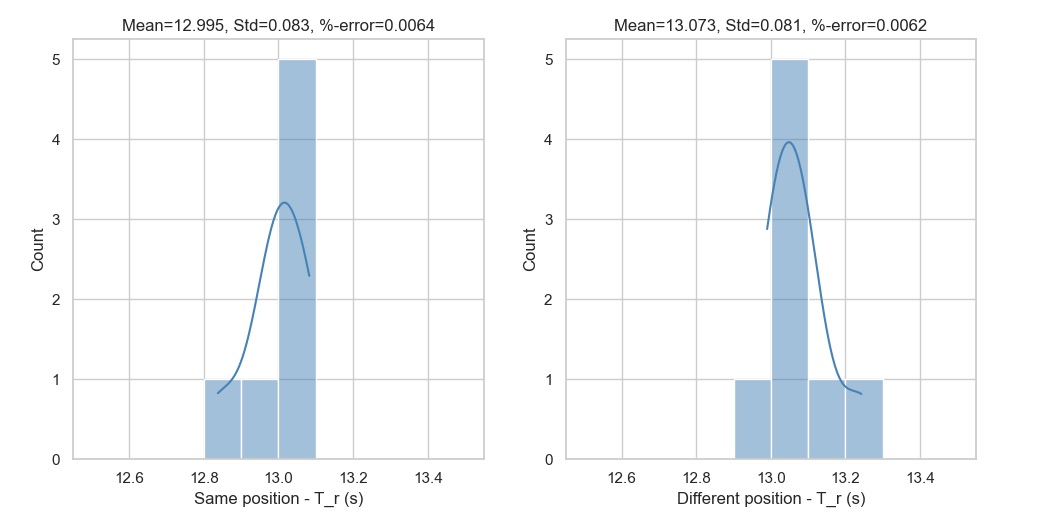 Mean=12.995, Std=0.083, %-error=0.0064
5
4
3
2
1
0
Count
12.6 12.8 13.0 13.2 13.4
Same position - T_r (s)
Mean=13.073, Std=0.081, %-error=0.0062
5
4
3
2
1
0
Count
12.6 12.8 13.0 13.2 13.4
Different position - T_r (s)